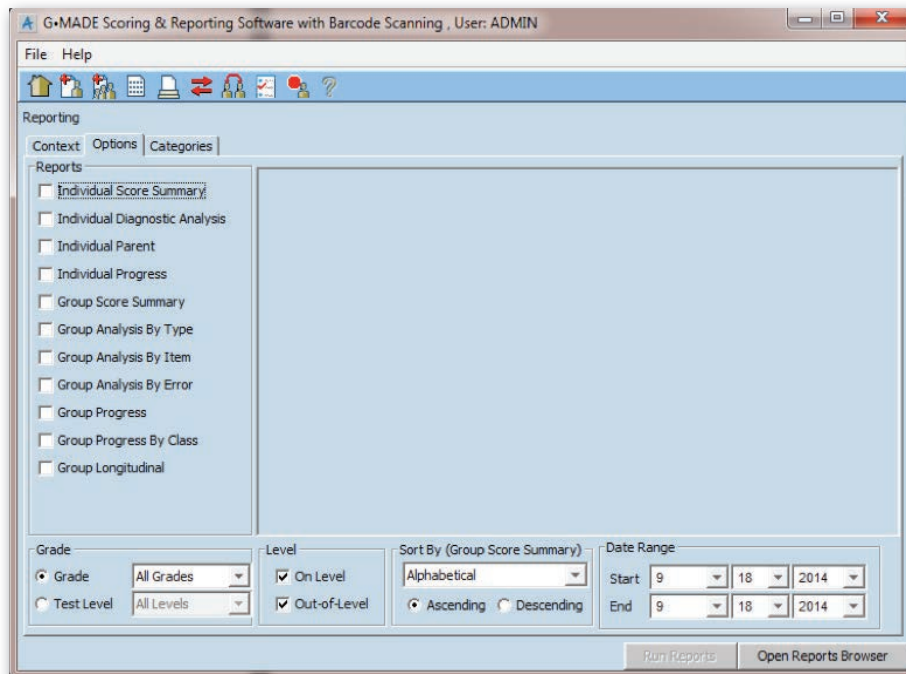 G•MADE Scoring & Reporting Software with Barcode Scanning , User: ADMIN
File Help
Reporting
Context Options Categories
Reports
Individual Score Summary
Individual Diagnostic Analysis
Individual Parent
Individual Progress
Group Score Summary
Group Analysis By Type
Group Analysis By Item
Group Analysis By Error
Group Progress
Group Progress By Class
Group Longitudinal
Grade
Grade All Grades
Test Level All Levels
Level
On Level
Out-of-Level
Sort By (Group Score Summary)
Alphabetical
Ascending Descending
Date Range
Start 9 18 2014
End 9 18 2014
Run Reports Open Reports Browser